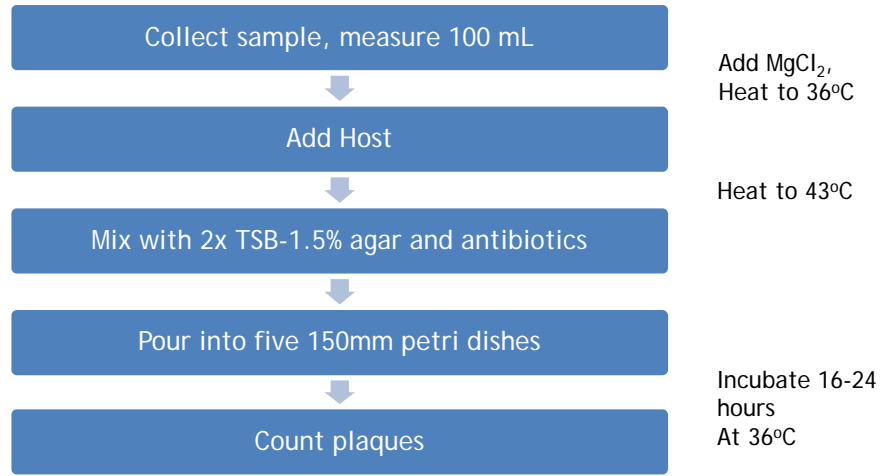 Collect sample, measure 100 mL
Add MgCl₂,
Heat to 36ºC
Add Host
Heat to 43ºC
Mix with 2x TSB-1.5% agar and antibiotics
Pour into five 150mm petri dishes
Incubate 16-24
hours
At 36ºC
Count plaques